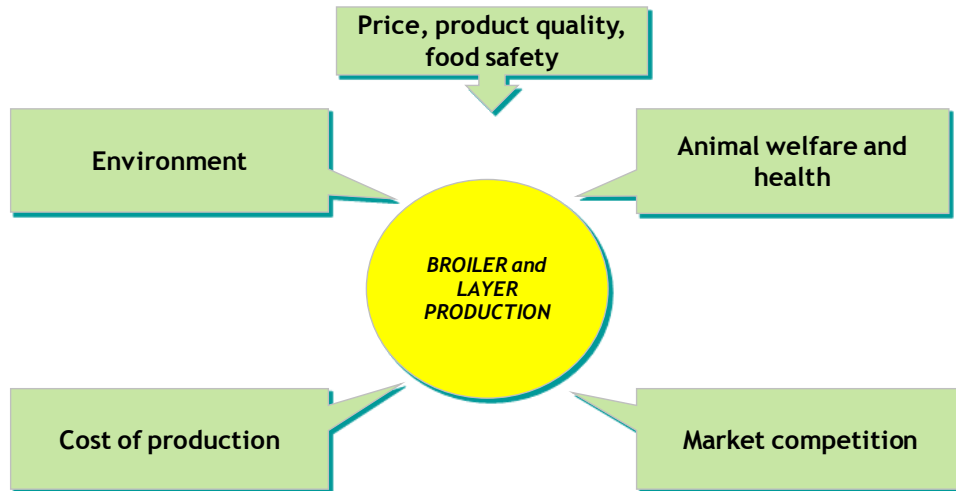 Price, product quality,
food safety
Environment
Animal welfare and
health
BROILER and
LAYER
PRODUCTION
Cost of production
Market competition